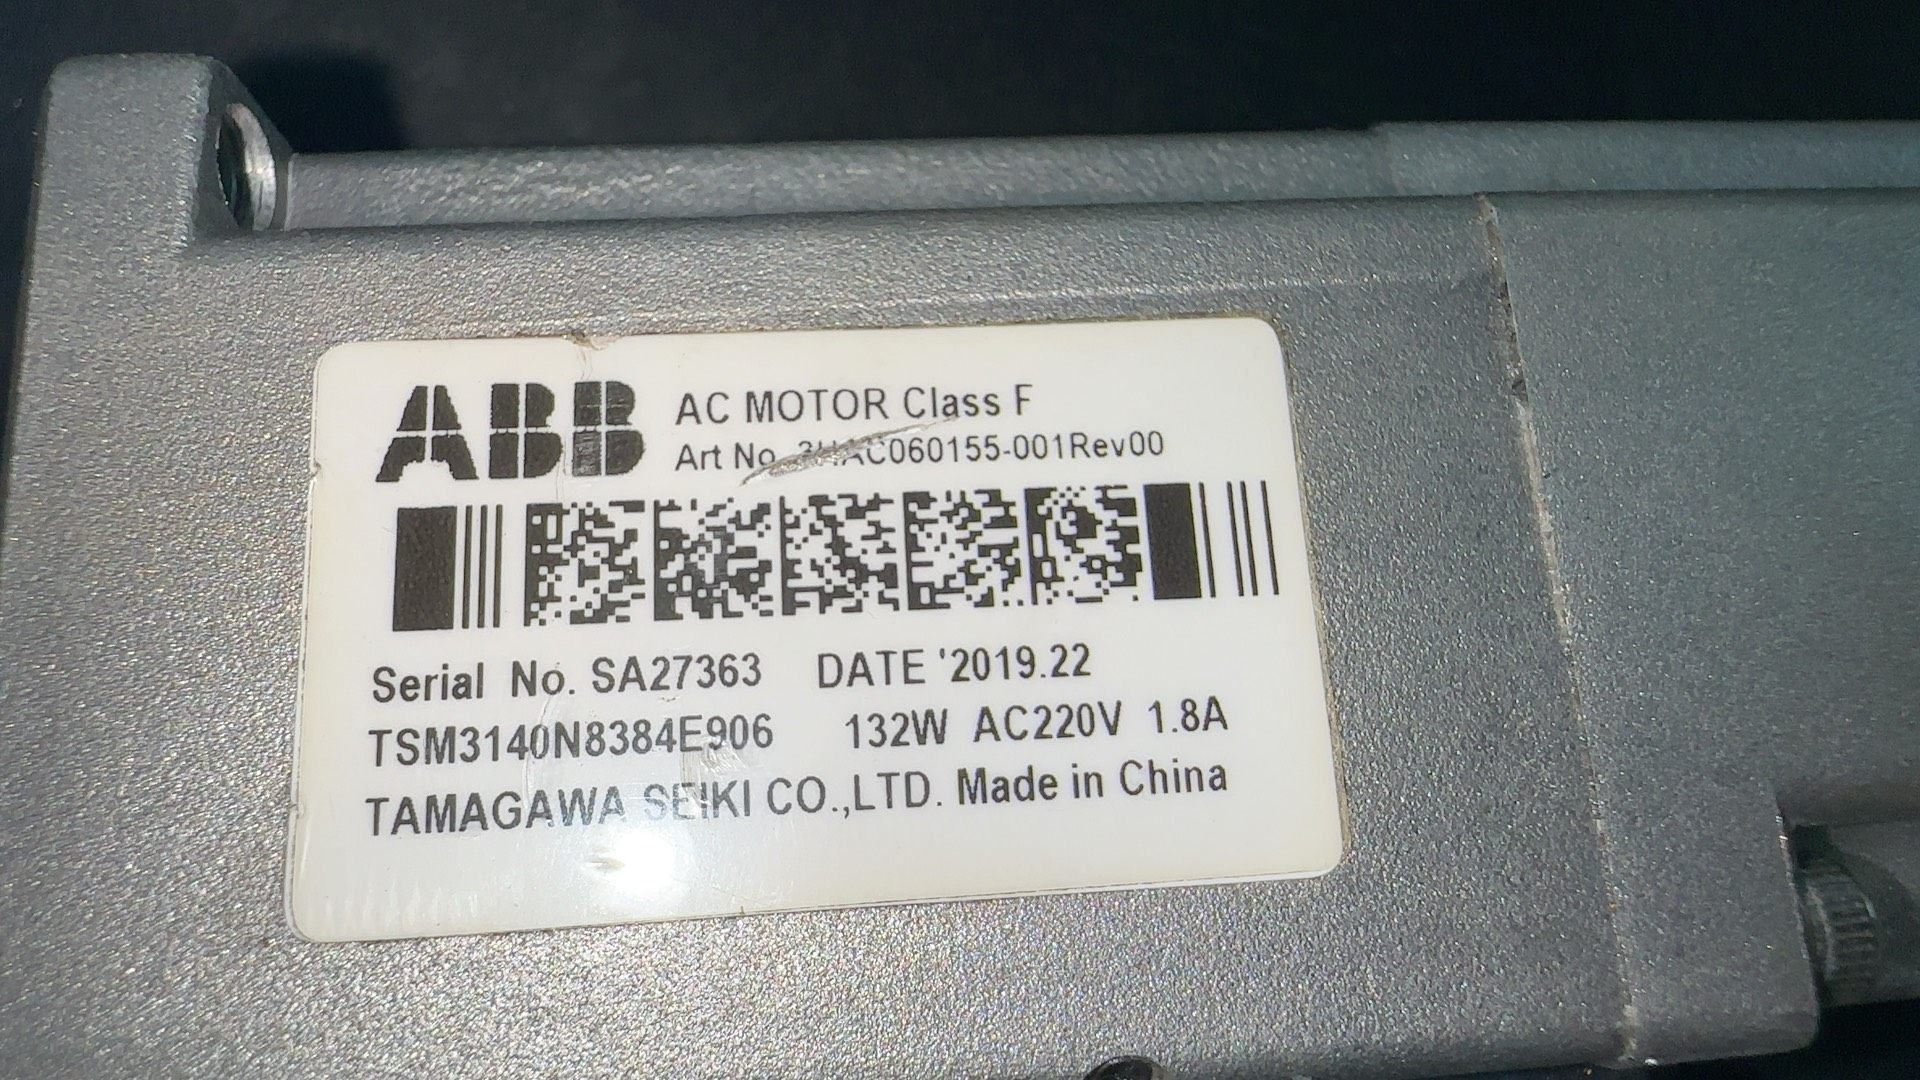 ABB
AC MOTOR Class F
Art No. 3HAC060155-001Rev00
Serial No. SA27363 DATE '2019.22
TSM3140N8384E906 132W AC220V 1.8A
TAMAGAWA SEIKI CO.,LTD. Made in China